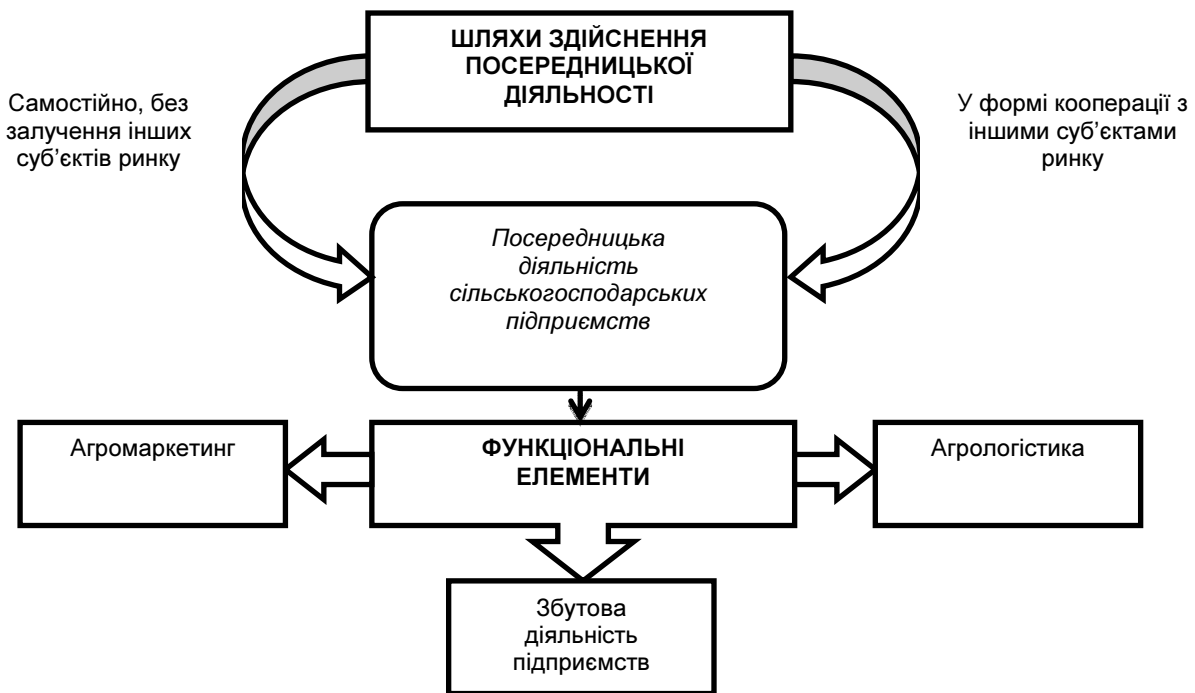 ШЛЯХИ ЗДІЙСНЕННЯ
ПОСЕРЕДНИЦЬКОЇ
ДІЯЛЬНОСТІ
Самостійно, без
залучення інших
суб’єктів ринку
У формі кооперації з
іншими суб’єктами
ринку
Посередницька
діяльність
сільськогосподарських
підприємств
Агромаркетинг
ФУНКЦІОНАЛЬНІ
ЕЛЕМЕНТИ
Агрологістика
Збутова
діяльність
підприємств